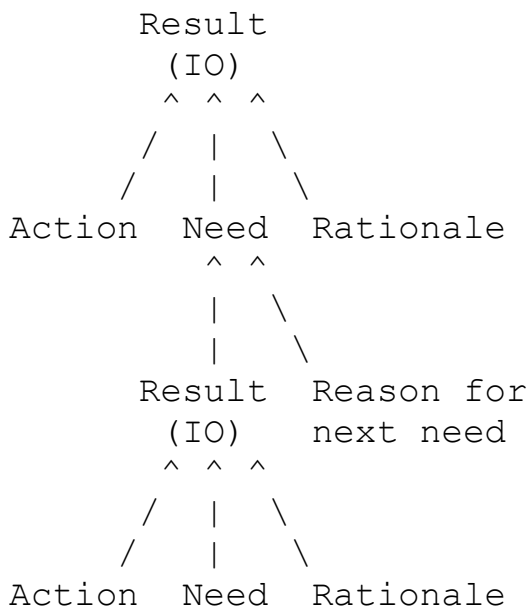 Result
(IO)
^ ^ ^
/ | \
/ | \
Action Need Rationale
^ ^
| \
| \
Result Reason for
(IO) next need
^ ^ ^
/ | \
/ | \
Action Need Rationale